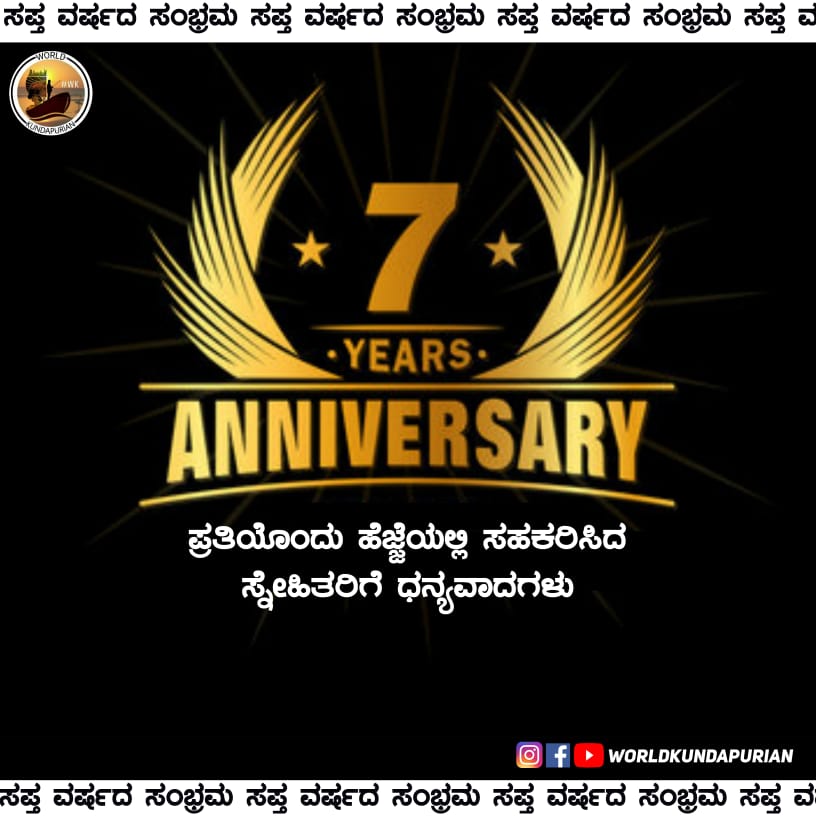 ಸಪ್ತ ವರ್ಷದ ಸಂಭ್ರಮ ಸಪ್ತ ವರ್ಷದ ಸಂಭ್ರಮ ಸಪ್ತ ವರ್ಷದ ಸಂಭ್ರಮ ಸಪ್ತ ವ
WORLD
#WK
KUNDAPURIAN
7
·YEARS·
ANNIVERSARY
ಪ್ರತಿಯೊಂದು ಹೆಜ್ಜೆಯಲ್ಲಿ ಸಹಕರಿಸಿದ
ಸ್ನೇಹಿತರಿಗೆ ಧನ್ಯವಾದಗಳು
WORLDKUNDAPURIAN
ಸಪ್ತ ವರ್ಷದ ಸಂಭ್ರಮ ಸಪ್ತ ವರ್ಷದ ಸಂಭ್ರಮ ಸಪ್ತ ವರ್ಷದ ಸಂಭ್ರಮ ಸಪ್ತ ವ